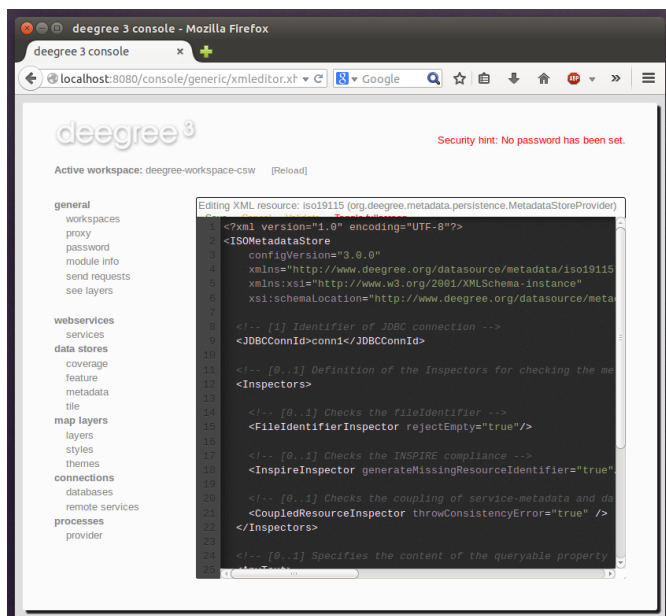 deegree 3 console - Mozilla Firefox
deegree 3 console
localhost:8080/console/generic/xmleditor.xh
Google
ABP
deegree 3
Security hint: No password has been set.
Active workspace: deegree-workspace-csw [Reload]
general
workspaces
proxy
password
module info
send requests
see layers
webservices
services
data stores
coverage
feature
metadata
tile
map layers
layers
styles
themes
connections
databases
remote services
processes
provider
Editing XML resource: iso19115 (org.deegree.metadata.persistence.MetadataStoreProvider)
Save Cancel Validate Toggle fullscreen
1 <?xml version="1.0" encoding="UTF-8"?>
2 <ISOMetadataStore
3 configVersion="3.0.0"
4 xmlns="http://www.deegree.org/datasource/metadata/iso19115
5 xmlns:xsi="http://www.w3.org/2001/XMLSchema-instance"
6 xsi:schemaLocation="http://www.deegree.org/datasource/meta
7
8 <!-- [1] Identifier of JDBC connection -->
9 <JDBCConnId>conn1</JDBCConnId>
10
11 <!-- [0..1] Definition of the Inspectors for checking the me
12 <Inspectors>
13
14 <!-- [0..1] Checks the fileIdentifier -->
15 <FileIdentifierInspector rejectEmpty="true"/>
16
17 <!-- [0..1] Checks the INSPIRE compliance -->
18 <InspireInspector generateMissingResourceIdentifier="true"/
19
20 <!-- [0..1] Checks the coupling of service-metadata and da
21 <CoupledResourceInspector throwConsistencyError="true" />
22 </Inspectors>
23
24 <!-- [0..1] Specifies the content of the queryable property
25 <AnyText>